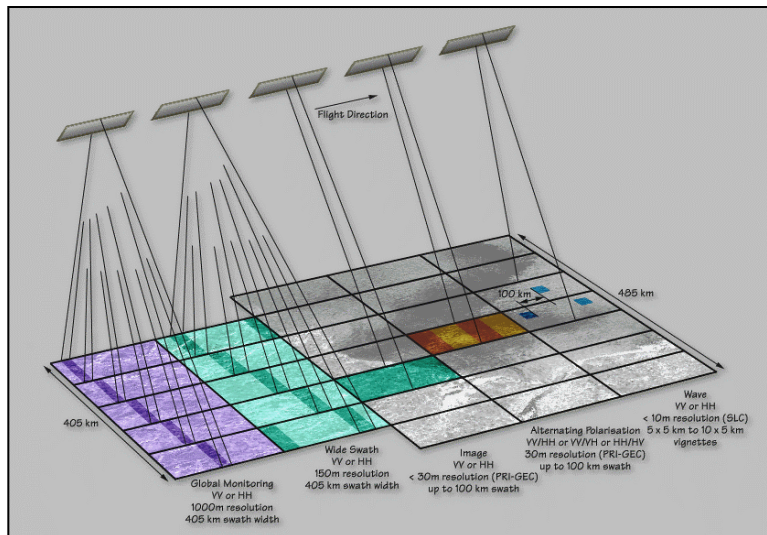 Flight Direction
100 km
485 km
405 km
Global Monitoring
VV or HH
1000m resolution
405 km swath width
Wide Swath
VV or HH
150m resolution
405 km swath width
Image
VV or HH
< 30m resolution (PRI-GEC)
up to 100 km swath
Alternating Polarisation
VV/HH or VV/VH or HH/HV
30m resolution (PRI-GEC)
up to 100 km swath
Wave
VV or HH
< 10m resolution (SLC)
5 x 5 km to 10 x 5 km
vignettes